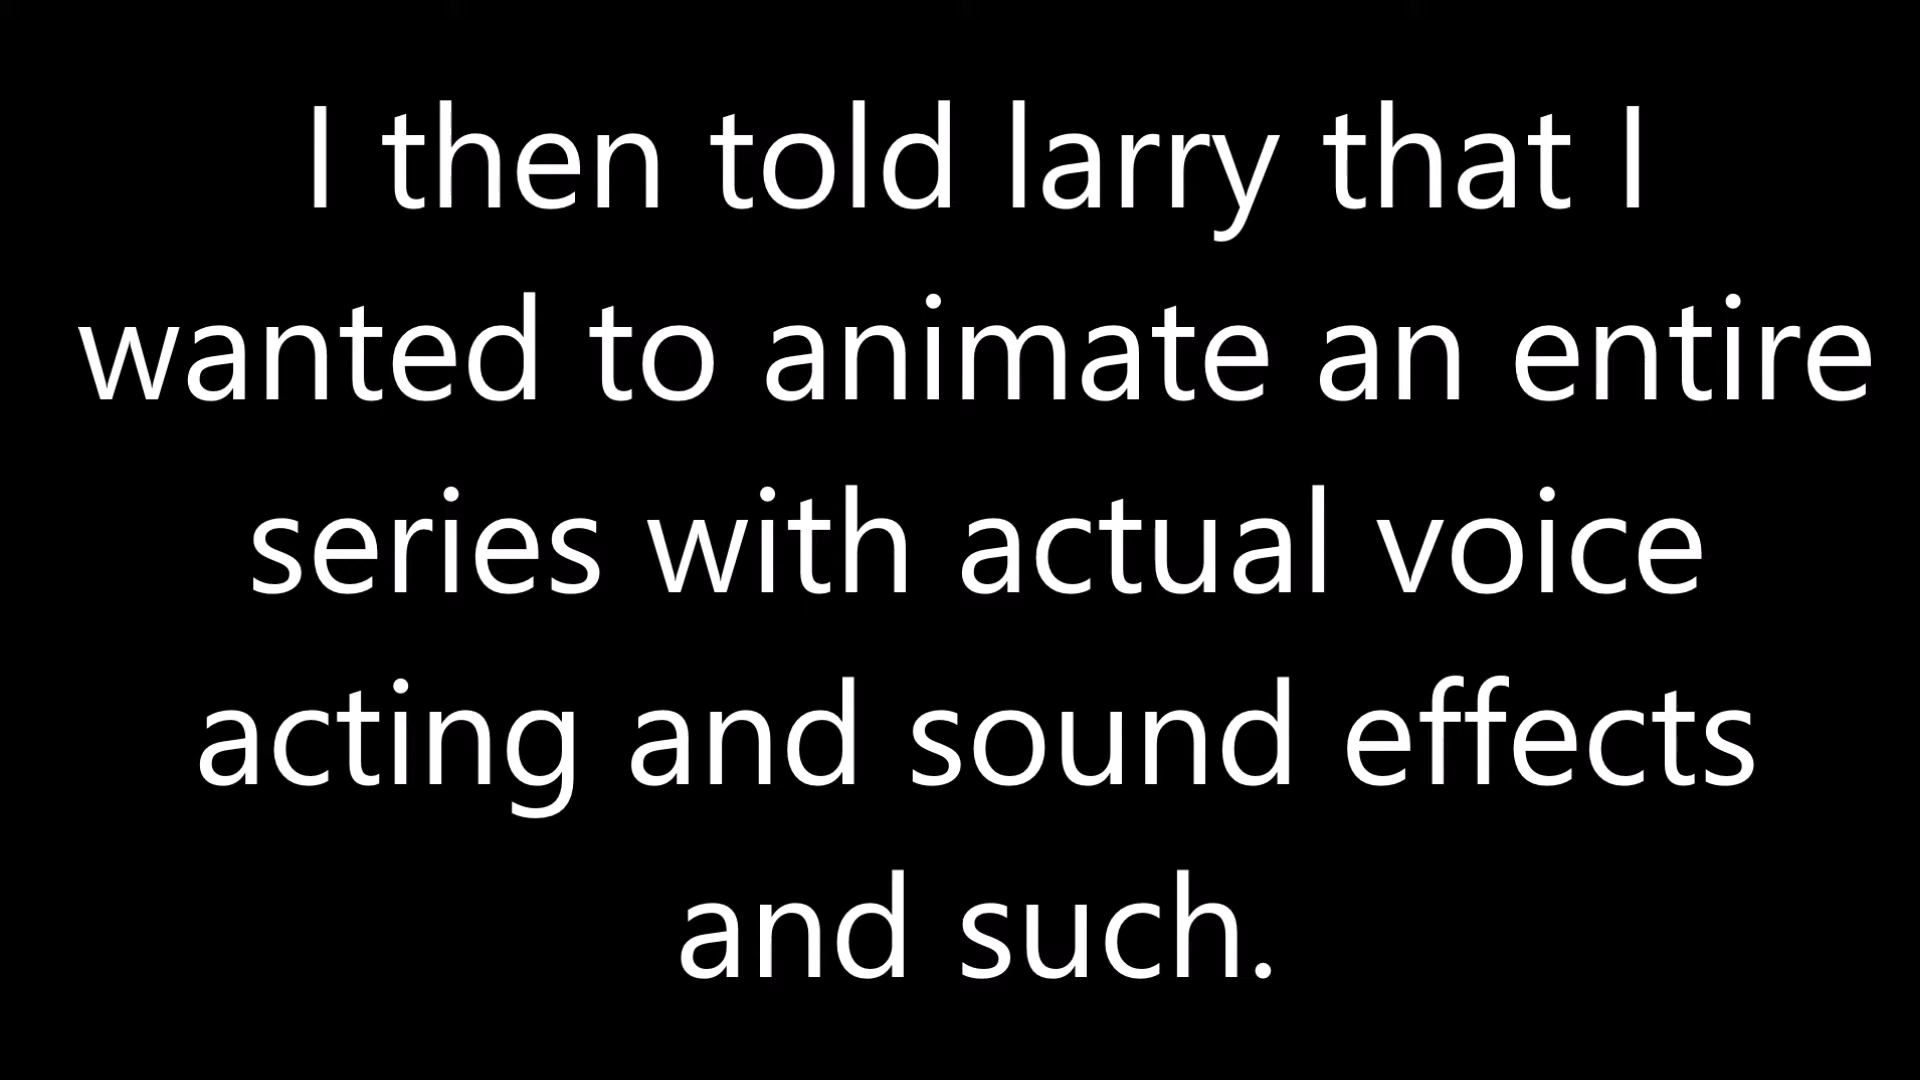 I then told larry that I
wanted to animate an entire
series with actual voice
acting and sound effects
and such.